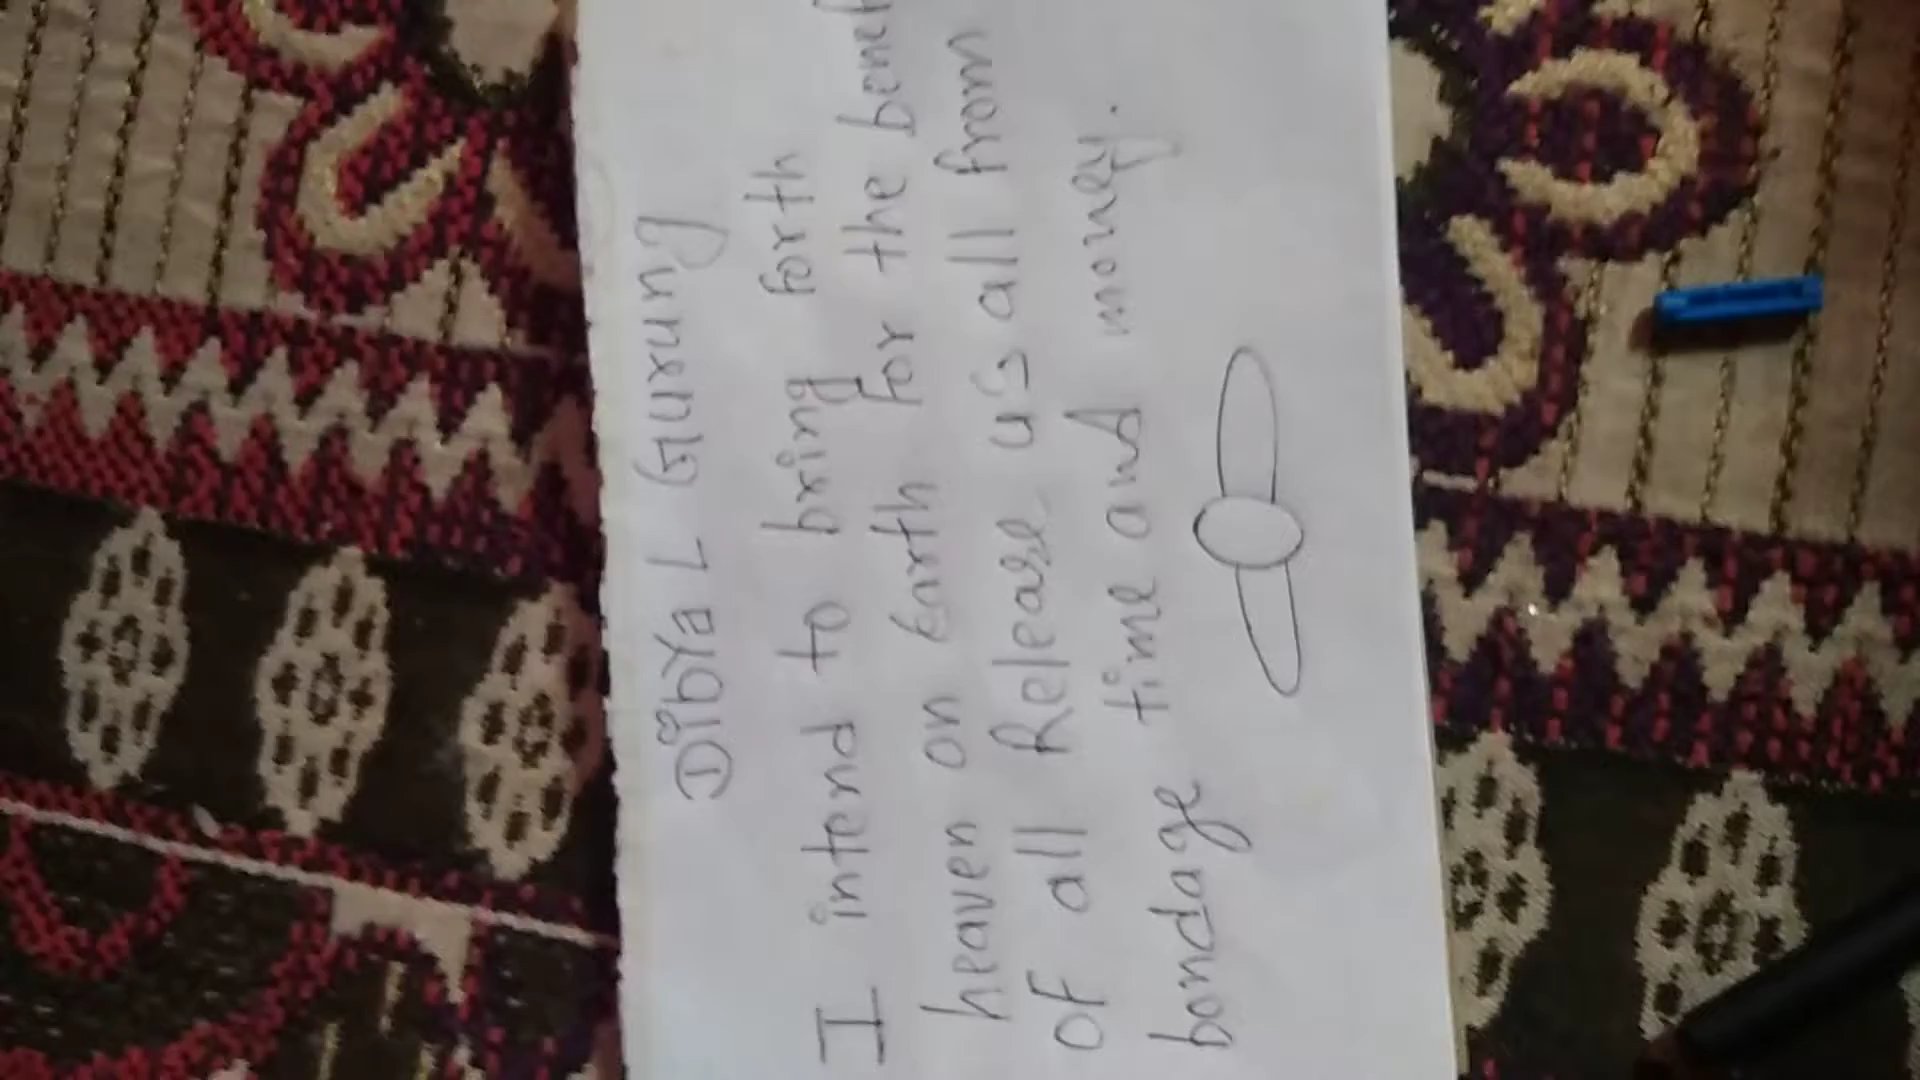 DibYa L Gurung
I intend to bring forth
heaven on Earth for the
of all Release us all from
bondage time and money.